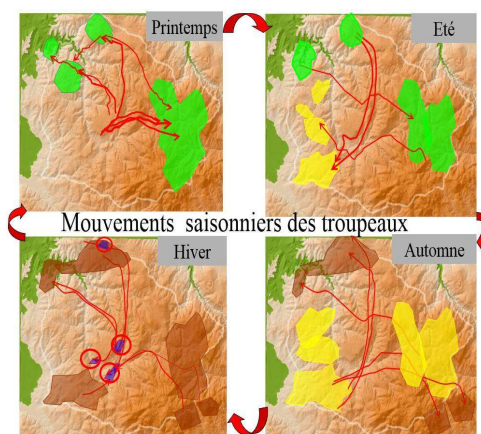 Printemps
Eté
Mouvements saisonniers des troupeaux
Hiver
Automne